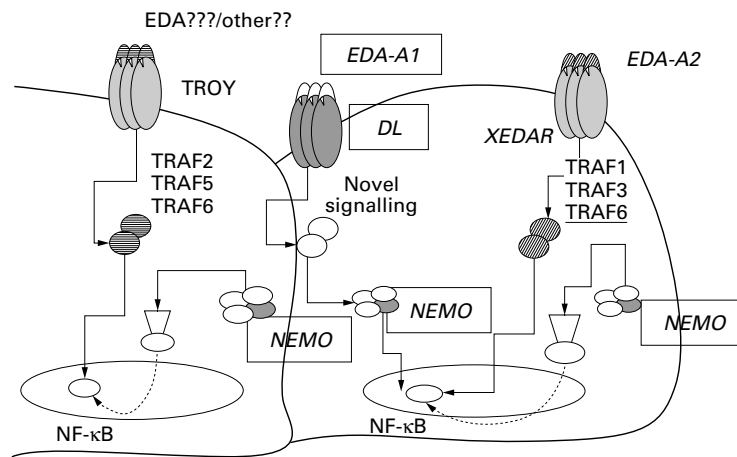 EDA???/other??
TROY
EDA-A1
DL
EDA-A2
XEDAR
TRAF2
TRAF5
TRAF6
Novel
signalling
TRAF1
TRAF3
TRAF6
NEMO
NEMO
NEMO
NF-κB
NF-κB